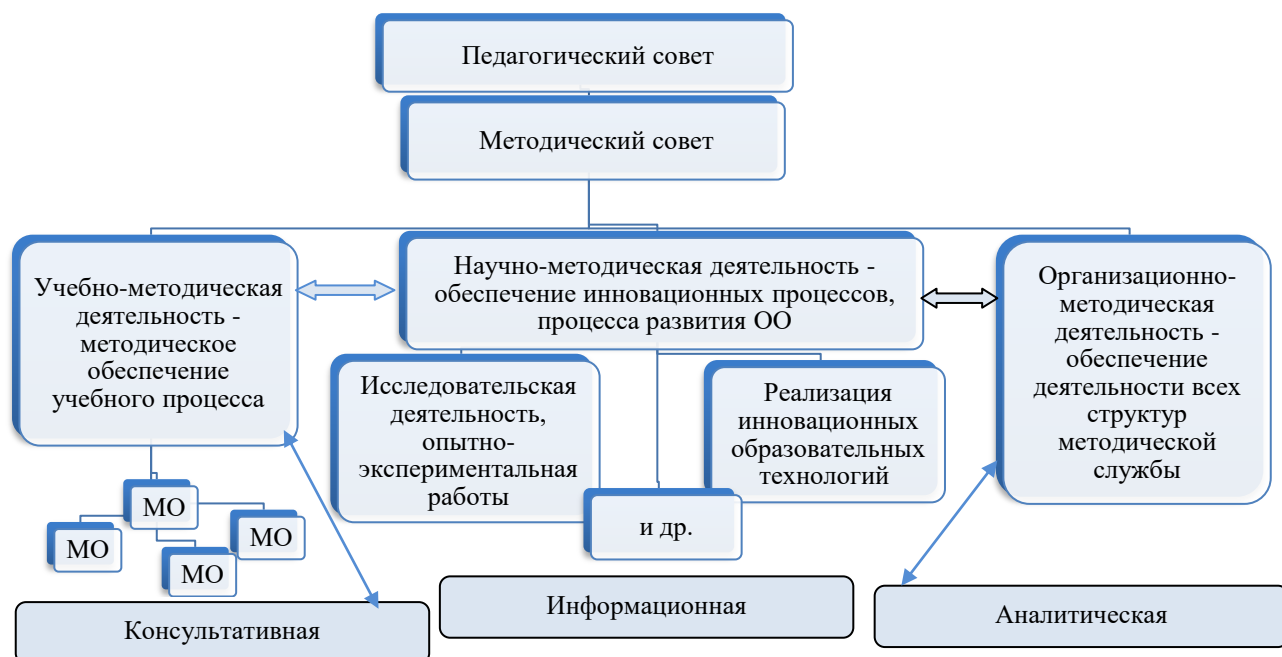 Педагогический совет
Методический совет
Учебно-методическая
деятельность -
методическое
обеспечение
учебного процесса
Научно-методическая деятельность -
обеспечение инновационных процессов,
процесса развития ОО
Организационно-
методическая
деятельность -
обеспечение
деятельности всех
структур
методической
службы
Исследовательская
деятельность,
опытно-
экспериментальная
работы
Реализация
инновационных
образовательных
технологий
и др.
МО
МО
МО
МО
Консультативная
Информационная
Аналитическая